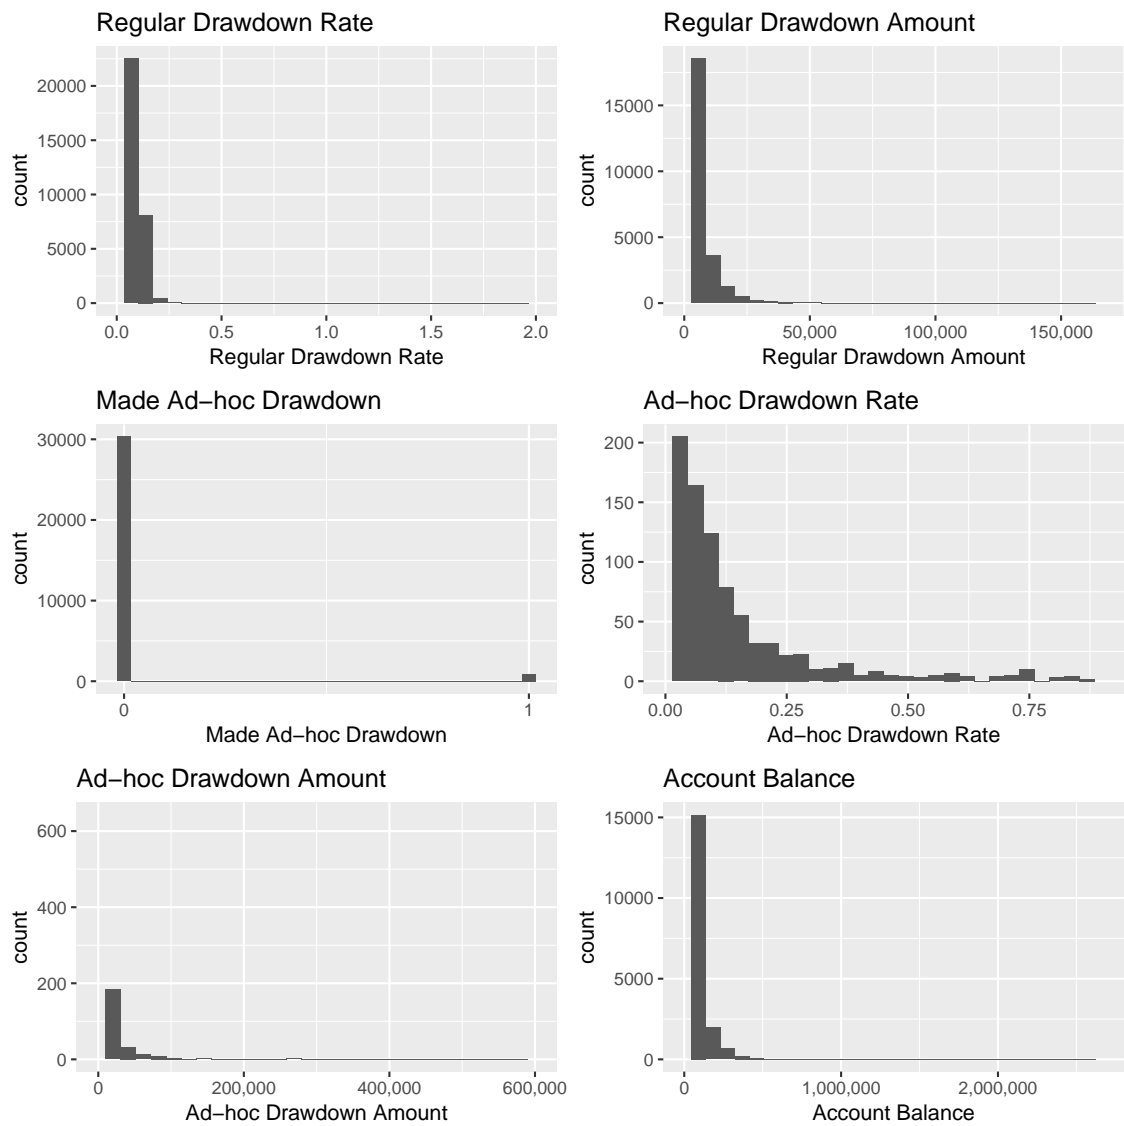 Regular Drawdown Rate
count
20000
15000
10000
5000
0
0.0 0.5 1.0 1.5 2.0
Regular Drawdown Rate
Regular Drawdown Amount
count
15000
10000
5000
0
0 50,000 100,000 150,000
Regular Drawdown Amount
Made Ad−hoc Drawdown
count
30000
20000
10000
0
0 1
Made Ad−hoc Drawdown
Ad−hoc Drawdown Rate
count
200
150
100
50
0
0.00 0.25 0.50 0.75
Ad−hoc Drawdown Rate
Ad−hoc Drawdown Amount
count
600
400
200
0
0 200,000 400,000 600,000
Ad−hoc Drawdown Amount
Account Balance
count
15000
10000
5000
0
0 1,000,000 2,000,000
Account Balance